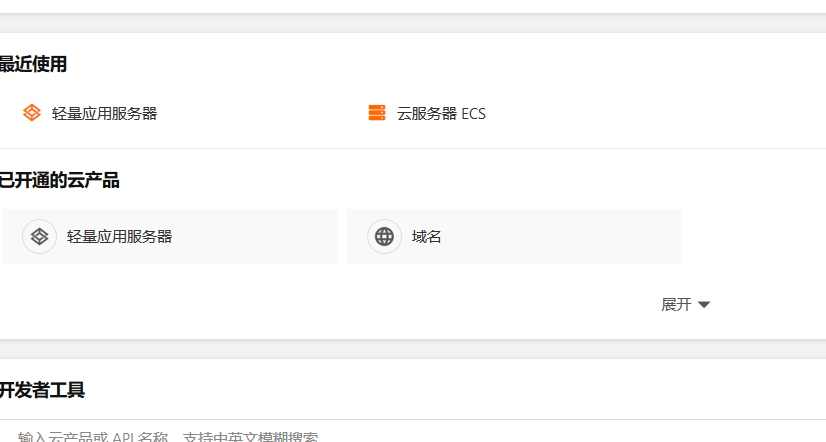 最近使用
轻量应用服务器 云服务器 ECS
已开通的云产品
轻量应用服务器 域名
展开
开发者工具
输入云产品或 API 名称，支持中英文模糊搜索